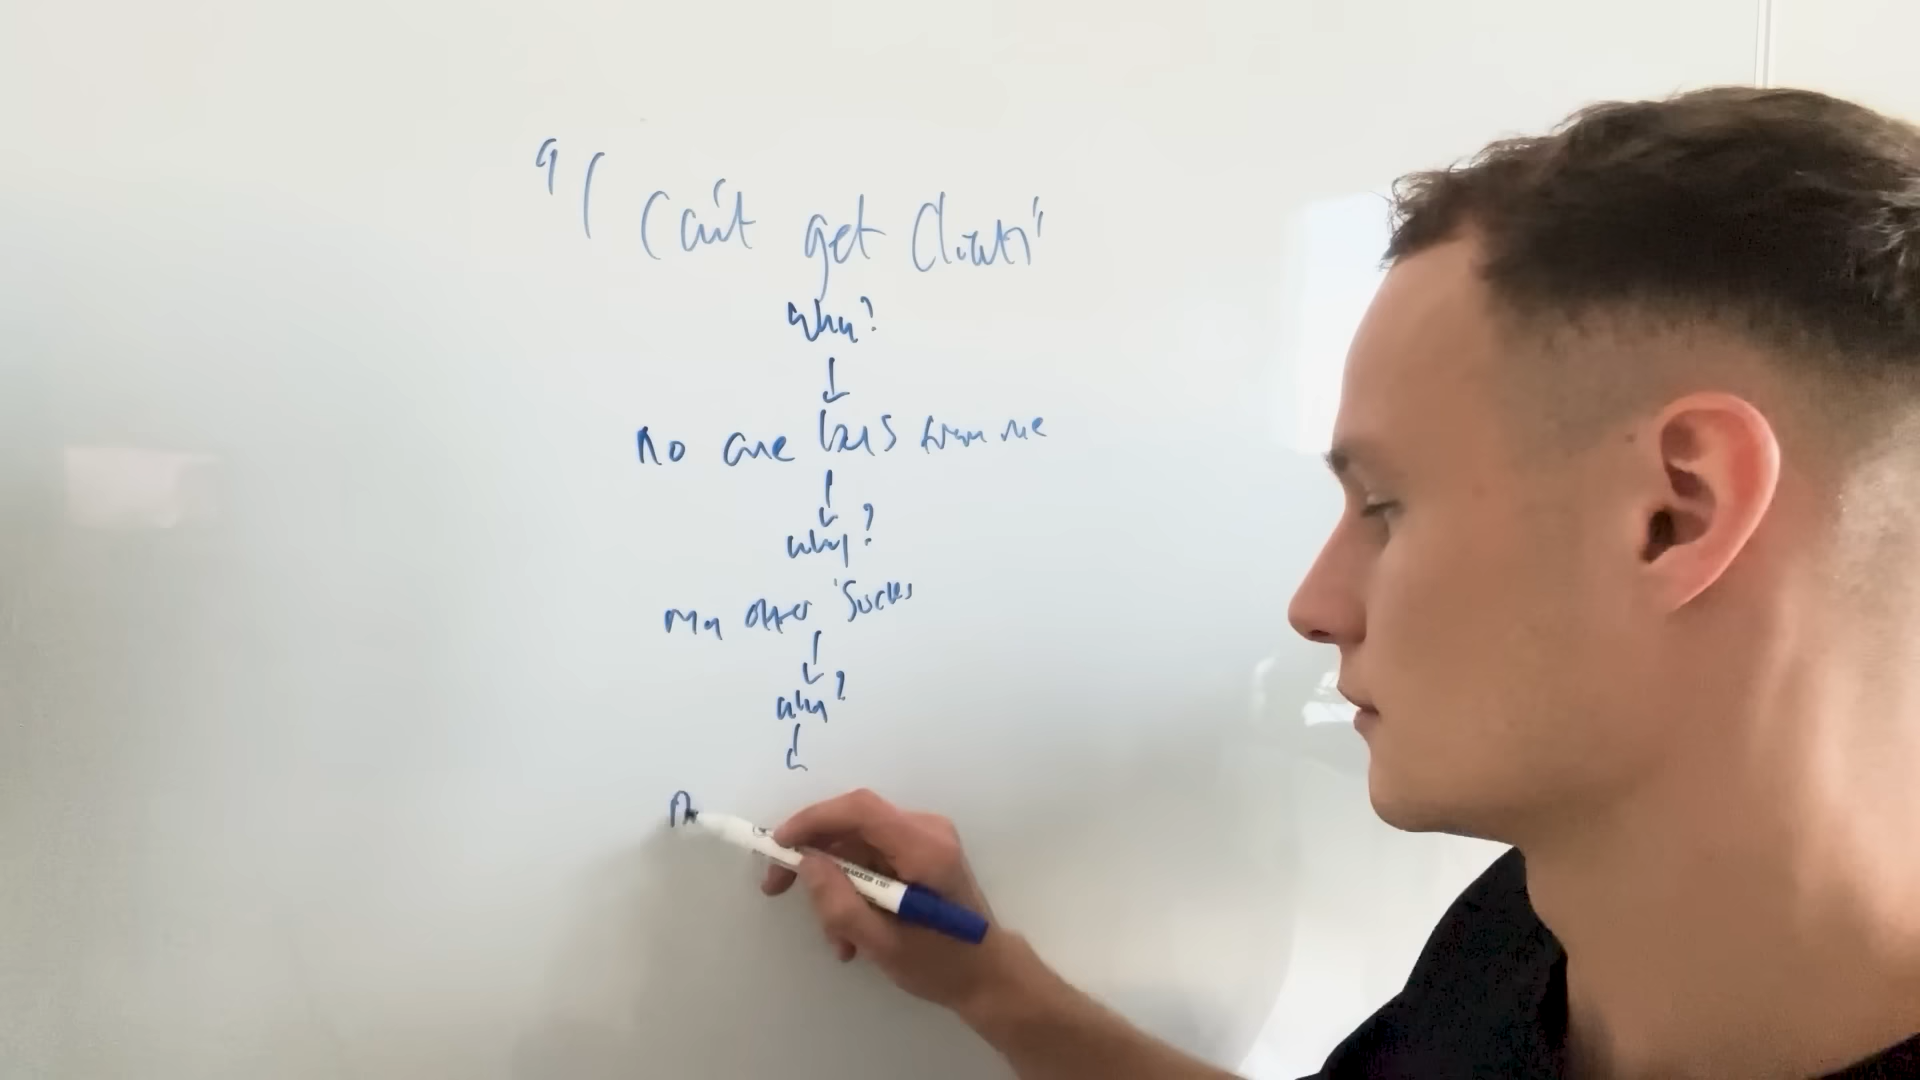 "I Can't get Clients"
Why?
No one buys from me
why?
My offer sucks
why?